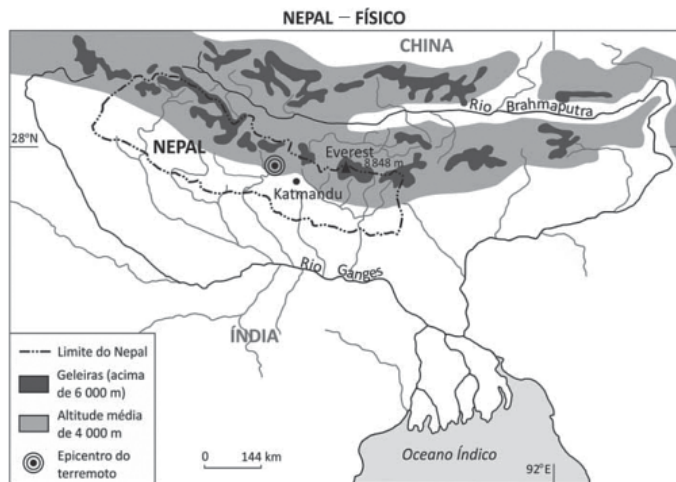 NEPAL – FÍSICO
CHINA
Rio Brahmaputra
28°N
NEPAL
Everest
8 848 m
Katmandu
Rio Ganges
ÍNDIA
Limite do Nepal
Geleiras (acima
de 6 000 m)
Altitude média
de 4 000 m
Epicentro do
terremoto
0 144 km
Oceano Índico
92°E